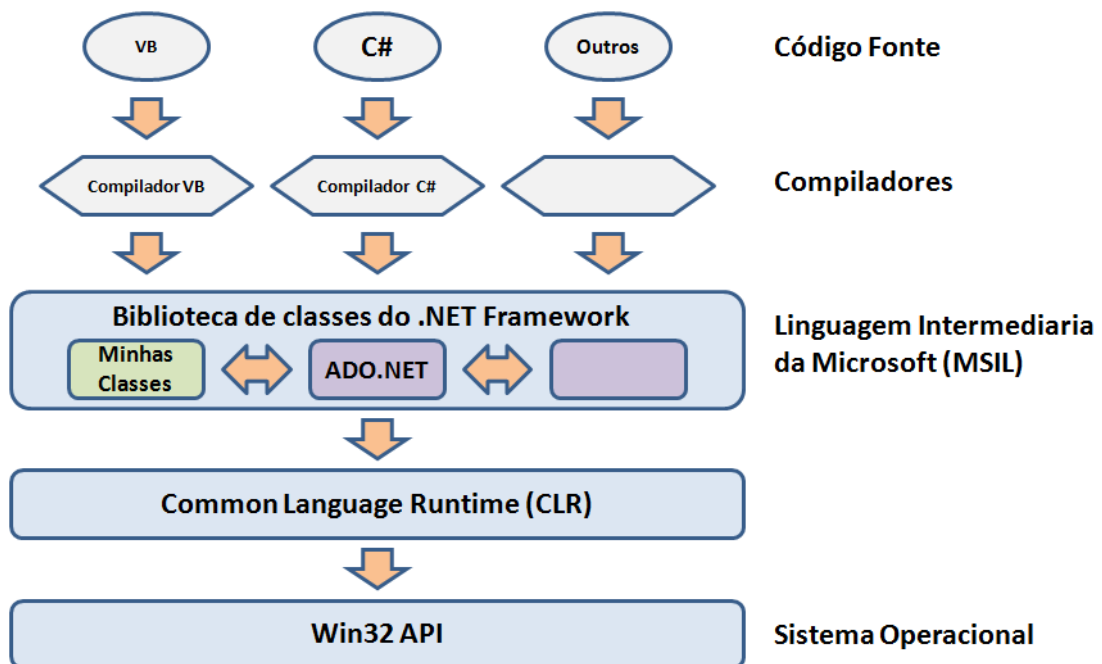 VB
C#
Outros
Código Fonte
Compilador VB
Compilador C#
Compiladores
Biblioteca de classes do .NET Framework
Minhas
Classes
ADO.NET
Linguagem Intermediaria
da Microsoft (MSIL)
Common Language Runtime (CLR)
Win32 API
Sistema Operacional